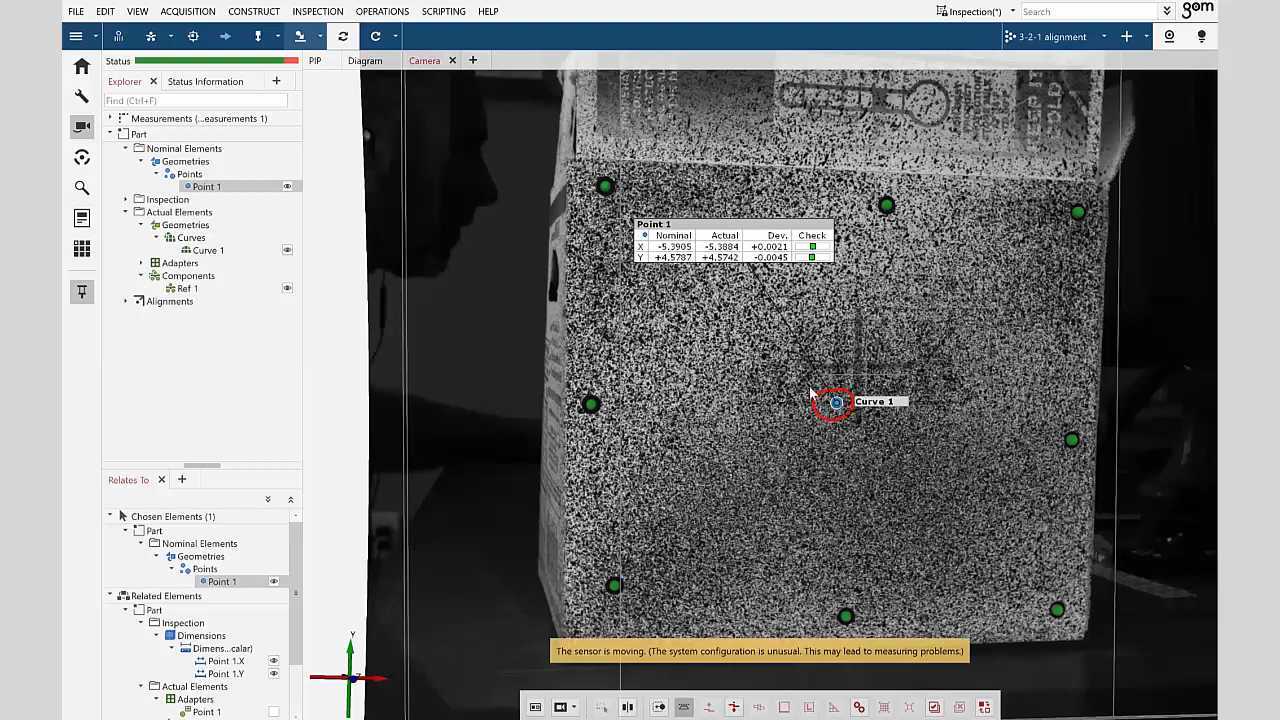 FILE EDIT VIEW ACQUISITION CONSTRUCT INSPECTION OPERATIONS SCRIPTING HELP Inspection(*) Search gom
3-2-1 alignment
Status PIP Diagram Camera
Explorer Status Information
Find (Ctrl+F)
Measurements (...easurements 1)
Part
Nominal Elements
Geometries
Points
Point 1
Inspection
Actual Elements
Geometries
Curves
Curve 1
Adapters
Components
Ref 1
Alignments
Point 1
Nominal Actual Dev. Check
X -5.3905 -5.3884 +0.0021
Y +4.5787 +4.5742 -0.0045
Curve 1
Relates To
Chosen Elements (1)
Part
Nominal Elements
Geometries
Points
Point 1
Related Elements
Part
Inspection
Dimensions
Dimens...calar)
Point 1.X
Point 1.Y
Actual Elements
Adapters
Point 1
Y
The sensor is moving. (The system configuration is unusual. This may lead to measuring problems.)